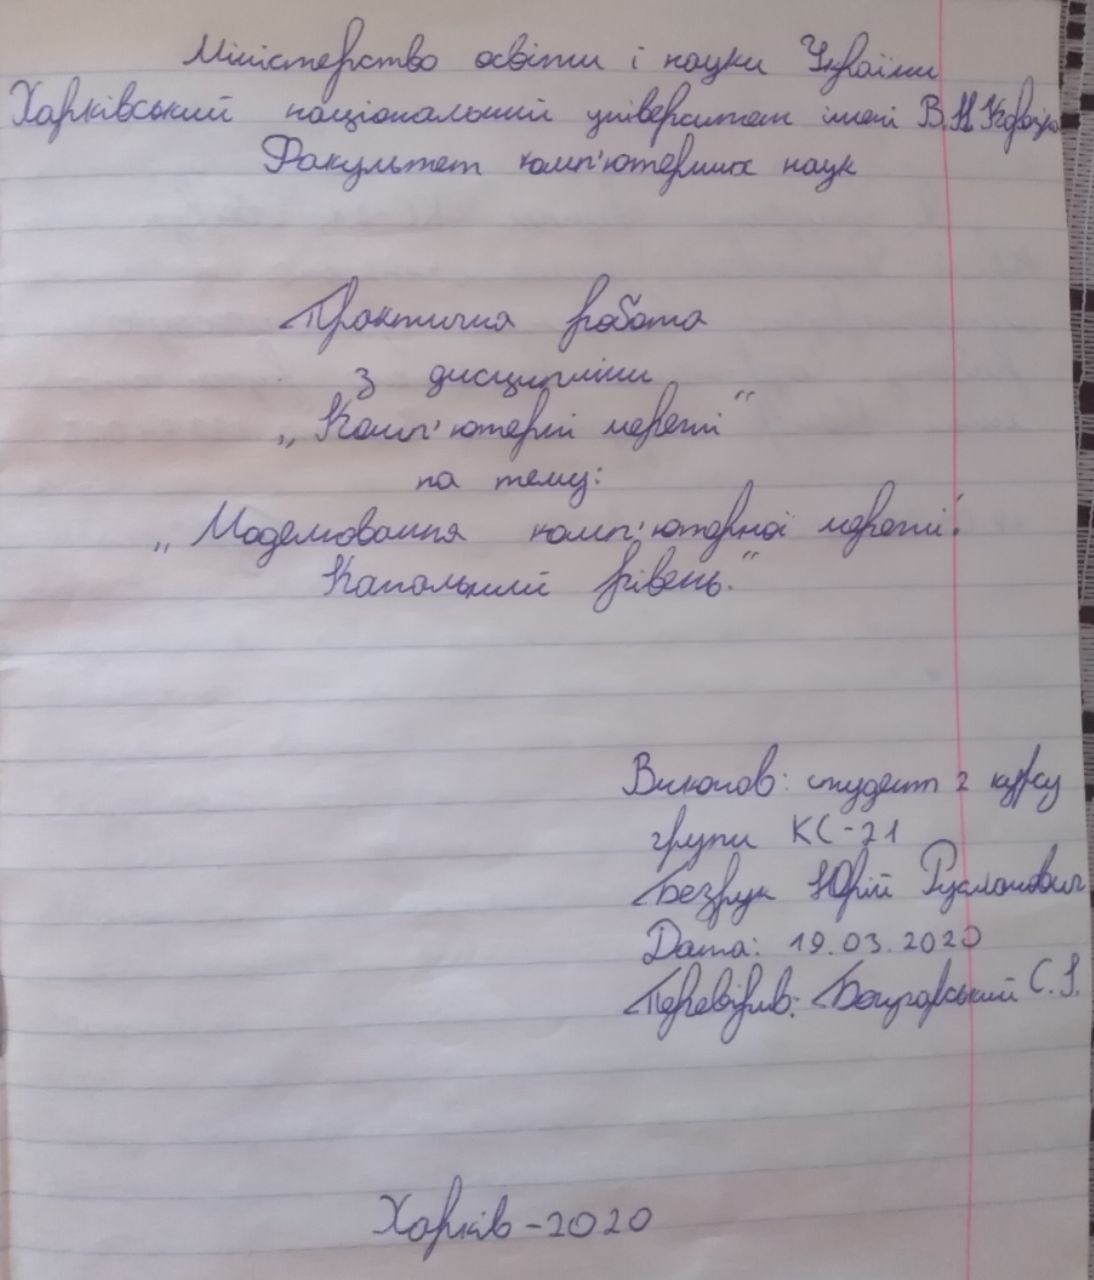 Міністерство освіти і науки України
Харківський національний університет імені В.Н Каразіна
Факультет комп'ютерних наук
Практична робота
з дисципліни
„Комп'ютерні мережі“
на тему:
„Моделювання комп'ютерної мережі.
Канальний рівень.“
Виконав: студент 2 курсу
групи КС-21
Безрук Юрій Русланович
Дата: 19.03.2020
Перевірив: С.І.
Харків-2020